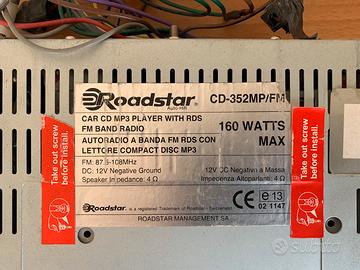 Roadstar
Auto-Hifi
CD-352MP/FM
CAR CD MP3 PLAYER WITH RDS
FM BAND RADIO
AUTORADIO A BANDA FM RDS CON
LETTORE COMPACT DISC MP3
160 WATTS
MAX
FM: 87.5-108MHz
DC: 12V Negative Ground
Speaker Impedance: 4 Ω
12V DC Negativo a Massa
Impedenza Altoparlanti: 4 Ω
Roadstar. is a registered Trademark of Roadstar - Switzerland
ROADSTAR MANAGEMENT SA
e 13
02 1147
Take out screw
before install.
Take out screw
before install.
Subito